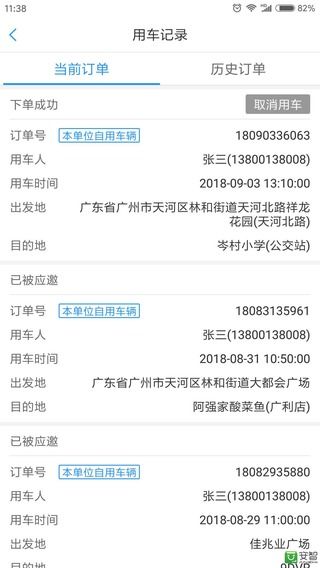 11:38
82%
用车记录
当前订单
历史订单
下单成功
取消用车
订单号 本单位自用车辆 18090336063
用车人 张三(13800138008)
用车时间 2018-09-03 13:10:00
出发地 广东省广州市天河区林和街道天河北路祥龙
花园(天河北路)
目的地 岑村小学(公交站)
已被应邀
订单号 本单位自用车辆 18083135961
用车人 张三(13800138008)
用车时间 2018-08-31 10:50:00
出发地 广东省广州市天河区林和街道大都会广场
目的地 阿强家酸菜鱼(广利店)
已被应邀
订单号 本单位自用车辆 18082935880
用车人 张三(13800138008)
用车时间 2018-08-29 11:00:00
出发地 佳兆业广场
目的地
安智